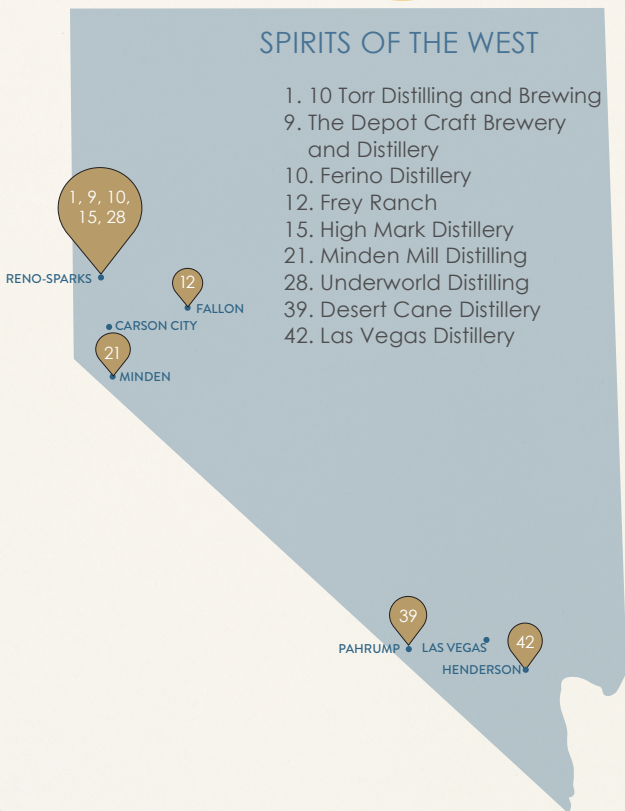 SPIRITS OF THE WEST
1. 10 Torr Distilling and Brewing
9. The Depot Craft Brewery
and Distillery
10. Ferino Distillery
12. Frey Ranch
15. High Mark Distillery
21. Minden Mill Distilling
28. Underworld Distilling
39. Desert Cane Distillery
42. Las Vegas Distillery
1, 9, 10,
15, 28
RENO-SPARKS
12
FALLON
CARSON CITY
21
MINDEN
39
PAHRUMP
LAS VEGAS
42
HENDERSON